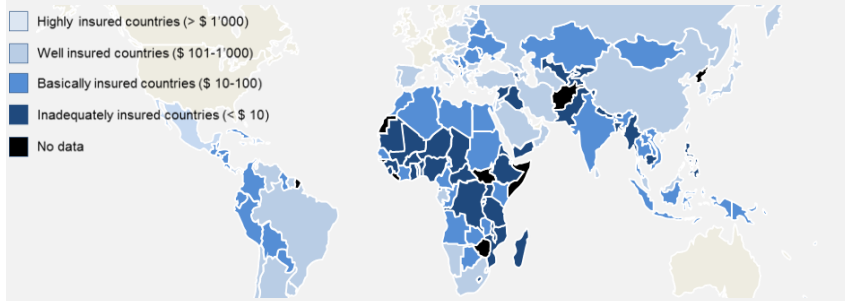 Highly insured countries (> $ 1'000)
Well insured countries ($ 101-1'000)
Basically insured countries ($ 10-100)
Inadequately insured countries (< $ 10)
No data